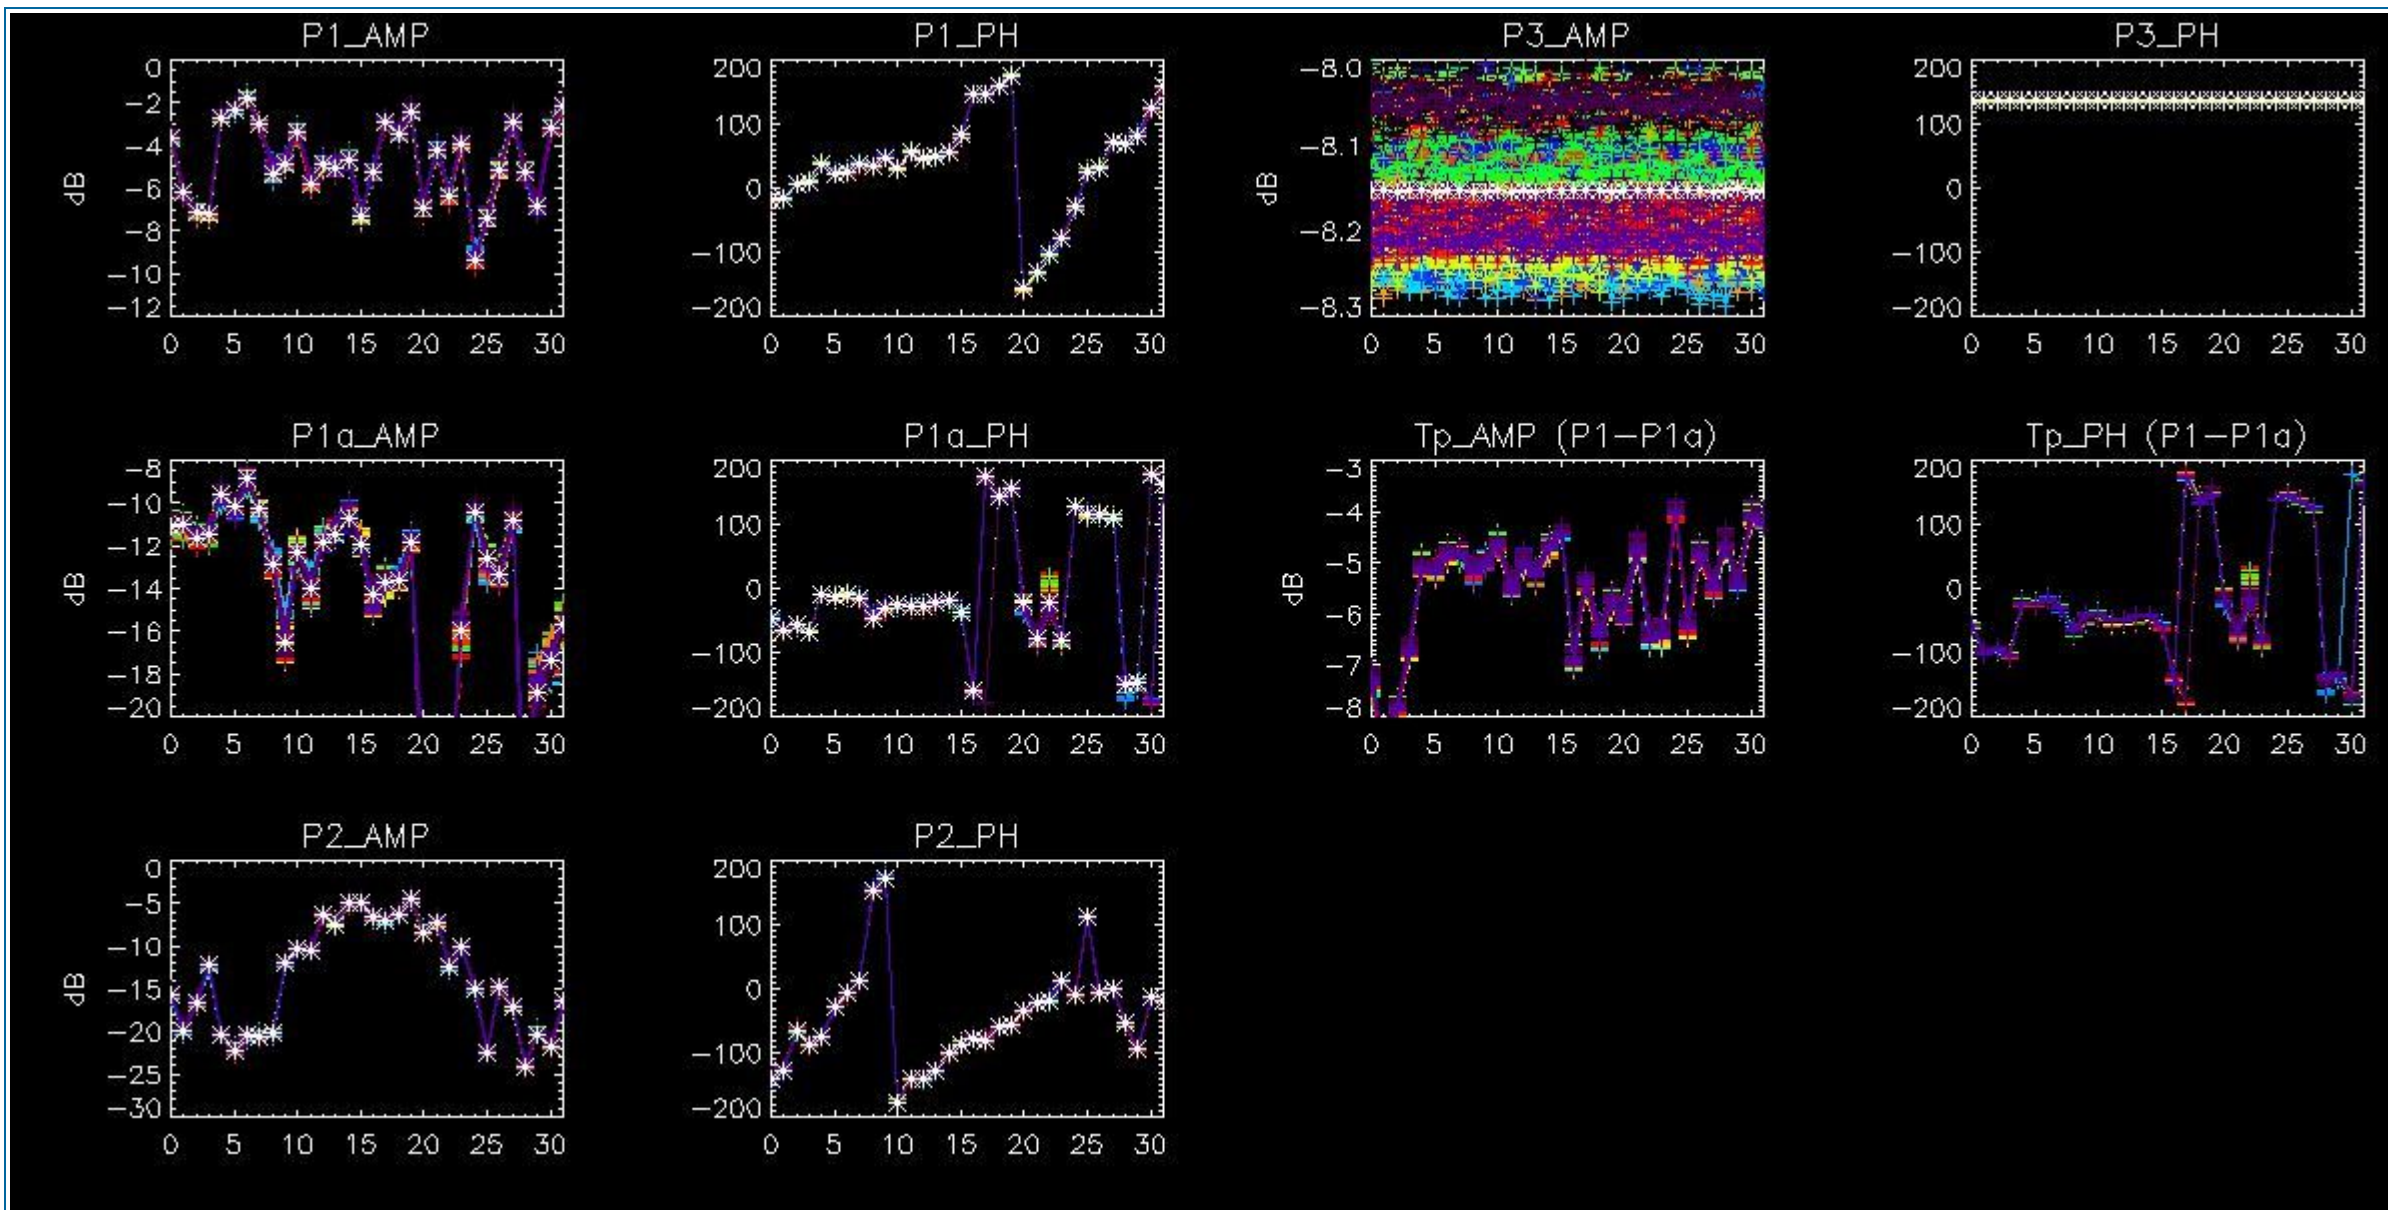 P1_AMP
0
−2
−4
−6
−8
−10
−12
dB
0 5 10 15 20 25 30
P1_PH
200
100
0
−100
−200
0 5 10 15 20 25 30
P3_AMP
−8.0
−8.1
−8.2
−8.3
dB
0 5 10 15 20 25 30
P3_PH
200
100
0
−100
−200
0 5 10 15 20 25 30
P1a_AMP
−8
−10
−12
−14
−16
−18
−20
dB
0 5 10 15 20 25 30
P1a_PH
200
100
0
−100
−200
0 5 10 15 20 25 30
Tp_AMP (P1−P1a)
−3
−4
−5
−6
−7
−8
dB
0 5 10 15 20 25 30
Tp_PH (P1−P1a)
200
100
0
−100
−200
0 5 10 15 20 25 30
P2_AMP
0
−5
−10
−15
−20
−25
−30
dB
0 5 10 15 20 25 30
P2_PH
200
100
0
−100
−200
0 5 10 15 20 25 30